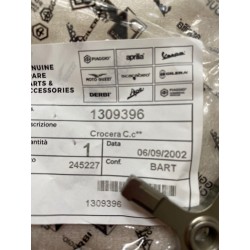 GENUINE
SPARE
PARTS &
ACCESSORIES
PIAGGIO
aprilia
Vespa
MOTO GUZZI
GILERA
DERBI
1309396
scrizione
Crocera C.c**
uantità
1
Data
06/09/2002
245227
Conf.
BART
1309396